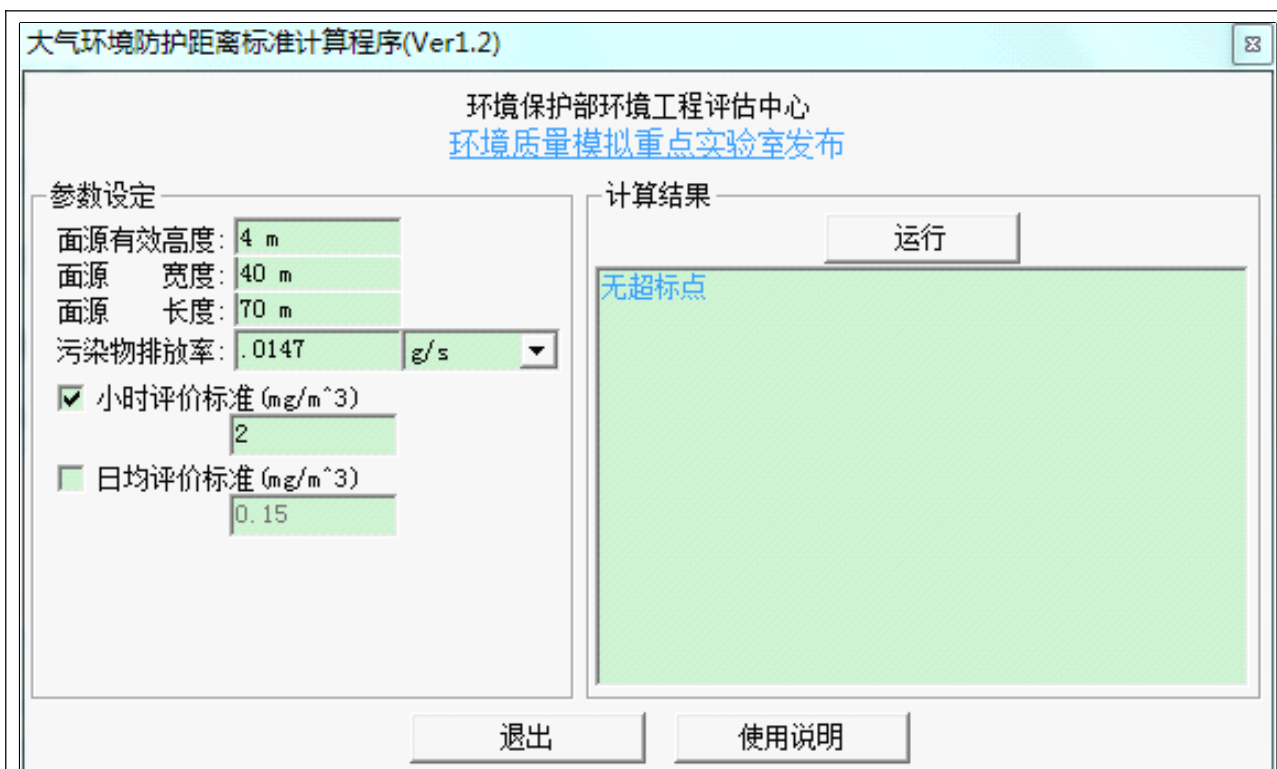 大气环境防护距离标准计算程序(Ver1.2)
环境保护部环境工程评估中心
环境质量模拟重点实验室发布
参数设定
面源有效高度: 4 m
面源 宽度: 40 m
面源 长度: 70 m
污染物排放率: .0147 g/s
小时评价标准(mg/m^3)
2
日均评价标准(mg/m^3)
0.15
计算结果
运行
无超标点
退出 使用说明